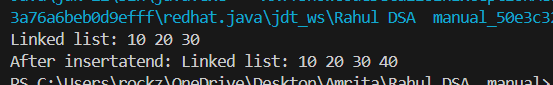 3a76a6beb0d9efff\redhat.java\jdt_ws\Rahul DSA  manual_50e3c32
Linked list: 10 20 30
After insertatend: Linked list: 10 20 30 40
PS C:\Users\rockz\OneDrive\Desktop\Amrita\Rahul DSA  manual>